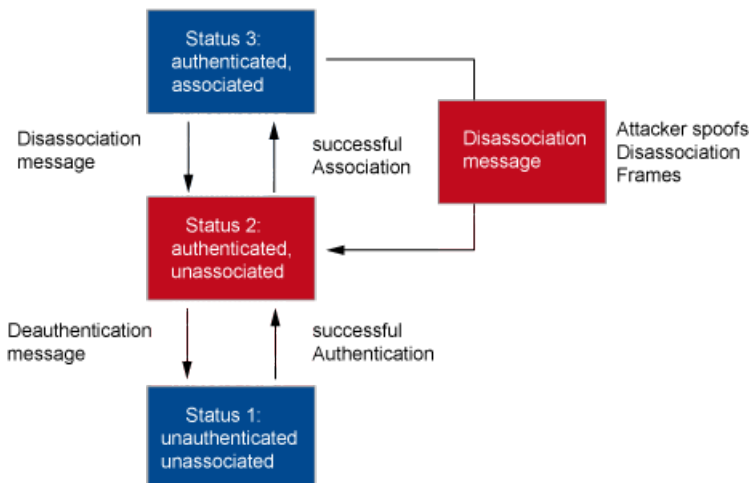 Status 3:
authenticated,
associated
Disassociation
message
successful
Association
Disassociation
message
Attacker spoofs
Disassociation
Frames
Status 2:
authenticated,
unassociated
Deauthentication
message
successful
Authentication
Status 1:
unauthenticated
unassociated